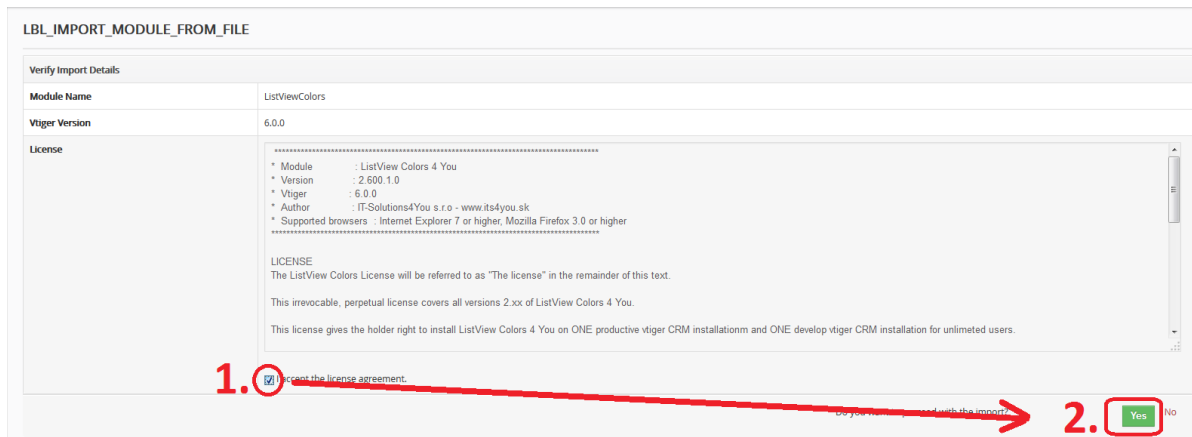 LBL_IMPORT_MODULE_FROM_FILE
Verify Import Details
Module Name ListViewColors
Vtiger Version 6.0.0
License
****************************************************************************************
* Module : ListView Colors 4 You
* Version : 2.600.1.0
* Vtiger : 6.0.0
* Author : IT-Solutions4You s.r.o - www.its4you.sk
* Supported browsers : Internet Explorer 7 or higher, Mozilla Firefox 3.0 or higher
****************************************************************************************
LICENSE
The ListView Colors License will be referred to as "The license" in the remainder of this text.
This irrevocable, perpetual license covers all versions 2.xx of ListView Colors 4 You.
This license gives the holder right to install ListView Colors 4 You on ONE productive vtiger CRM installationm and ONE develop vtiger CRM installation for unlimeted users.
1. I accept the license agreement.
Do you with the import? 2. Yes No